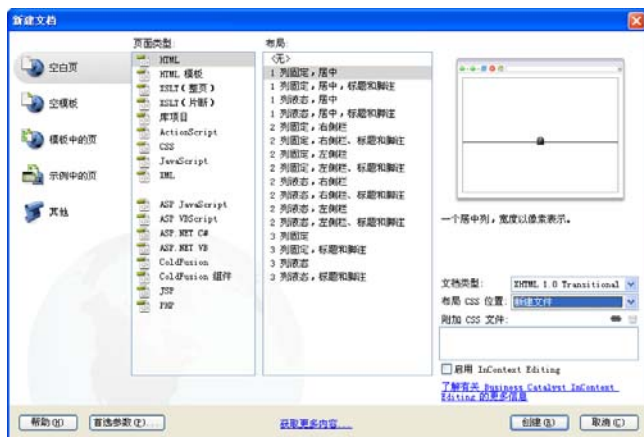 新建文档
页面类型:
布局:
空白页
空模板
模板中的页
示例中的页
其他
HTML
HTML 模板
XSLT(整页)
XSLT(片断)
库项目
ActionScript
CSS
JavaScript
XML
ASP JavaScript
ASP VBScript
ASP.NET C#
ASP.NET VB
ColdFusion
ColdFusion 组件
JSP
PHP
<无>
1 列固定,居中
1 列固定,居中,标题和脚注
1 列液态,居中
1 列液态,居中,标题和脚注
2 列固定,右侧栏
2 列固定,右侧栏、标题和脚注
2 列固定,左侧栏
2 列固定,左侧栏、标题和脚注
2 列液态,右侧栏
2 列液态,右侧栏、标题和脚注
2 列液态,左侧栏
2 列液态,左侧栏、标题和脚注
3 列固定
3 列固定,标题和脚注
3 列液态
3 列液态,标题和脚注
一个居中列,宽度以像素表示。
文档类型: XHTML 1.0 Transitional
布局 CSS 位置: 新建文件
附加 CSS 文件:
启用 InContext Editing
了解有关 Business Catalyst InContext
Editing 的更多信息
帮助(H) 首选参数(P)... 获取更多内容... 创建(R) 取消(C)